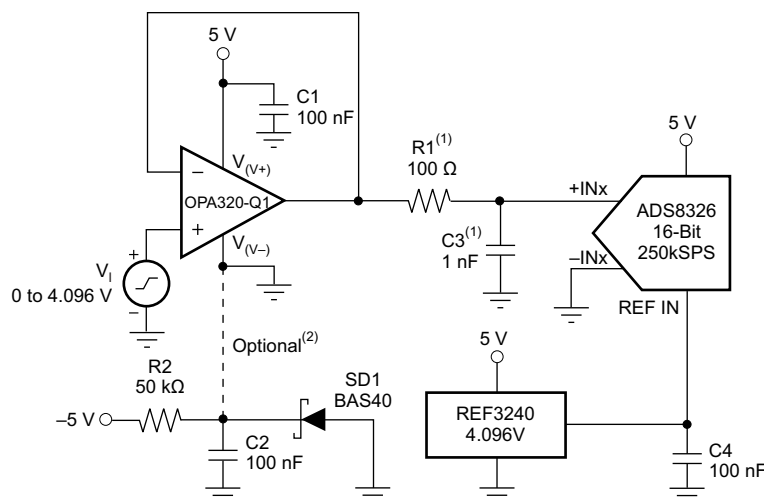 5 V
C1
100 nF
V(V+)
−
OPA320-Q1
+
V(V–)
+
VI
0 to 4.096 V
−
R1(1)
100 Ω
C3(1)
1 nF
5 V
+INx
ADS8326
16-Bit
250kSPS
–INx
REF IN
Optional(2)
R2
50 kΩ
–5 V
C2
100 nF
SD1
BAS40
5 V
REF3240
4.096V
C4
100 nF